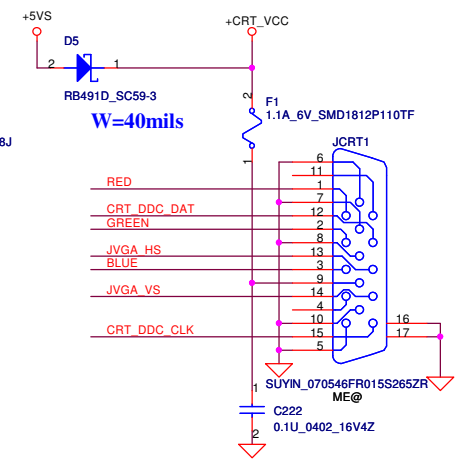 +5VS
+CRT_VCC
D5
2
1
RB491D_SC59-3
W=40mils
2
F1
1.1A_6V_SMD1812P110TF
1
8J
JCRT1
6
11
RED
1
7
CRT_DDC_DAT
12
GREEN
2
8
JVGA_HS
13
BLUE
3
9
JVGA_VS
14
4
10
16
CRT_DDC_CLK
15
17
5
SUYIN_070546FR015S265ZR
ME@
1
C222
0.1U_0402_16V4Z
2